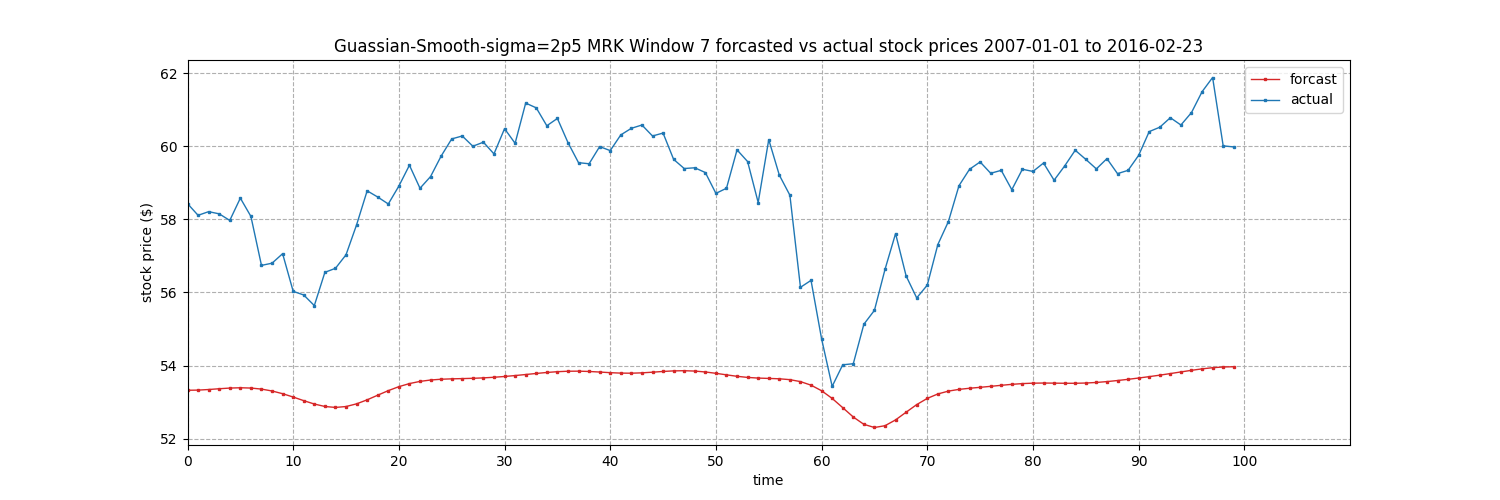 Guassian-Smooth-sigma=2p5 MRK Window 7 forcasted vs actual stock prices 2007-01-01 to 2016-02-23
forcast
actual
62
60
58
56
54
52
stock price ($)
0 10 20 30 40 50 60 70 80 90 100
time